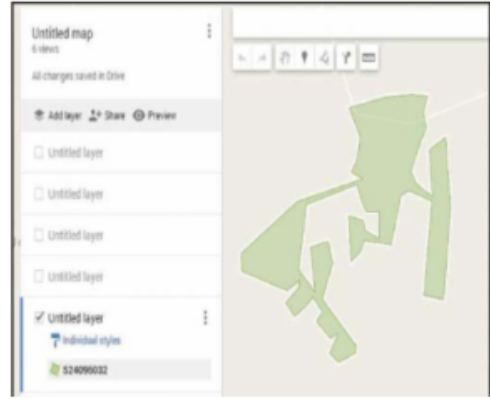 Untitled map
6 views
All changes saved in Drive
Add layer Share Preview
Untitled layer
Untitled layer
Untitled layer
Untitled layer
Untitled layer
Individual styles
S24095032